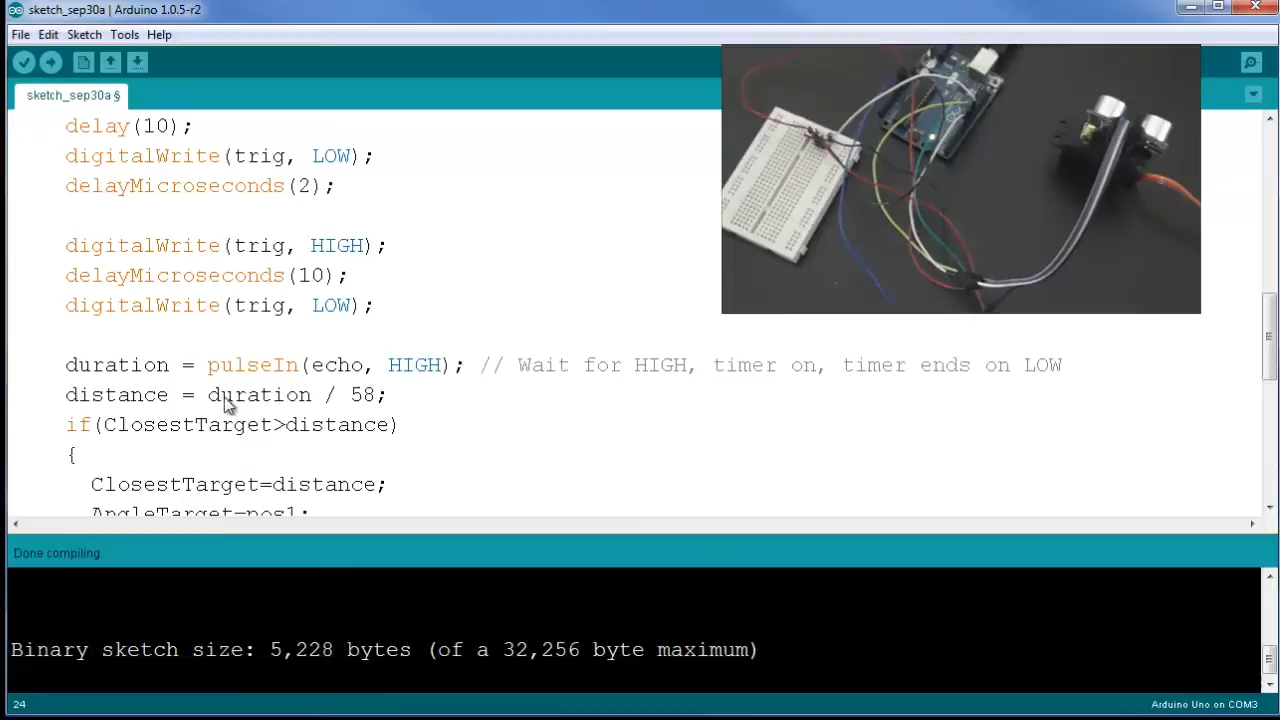 sketch_sep30a | Arduino 1.0.5-r2
File Edit Sketch Tools Help
sketch_sep30a §
delay(10);
digitalWrite(trig, LOW);
delayMicroseconds(2);
digitalWrite(trig, HIGH);
delayMicroseconds(10);
digitalWrite(trig, LOW);
duration = pulseIn(echo, HIGH); // Wait for HIGH, timer on, timer ends on LOW
distance = duration / 58;
if(ClosestTarget>distance)
{
ClosestTarget=distance;
AngleTarget=pos1;
Done compiling.
Binary sketch size: 5,228 bytes (of a 32,256 byte maximum)
24
Arduino Uno on COM3